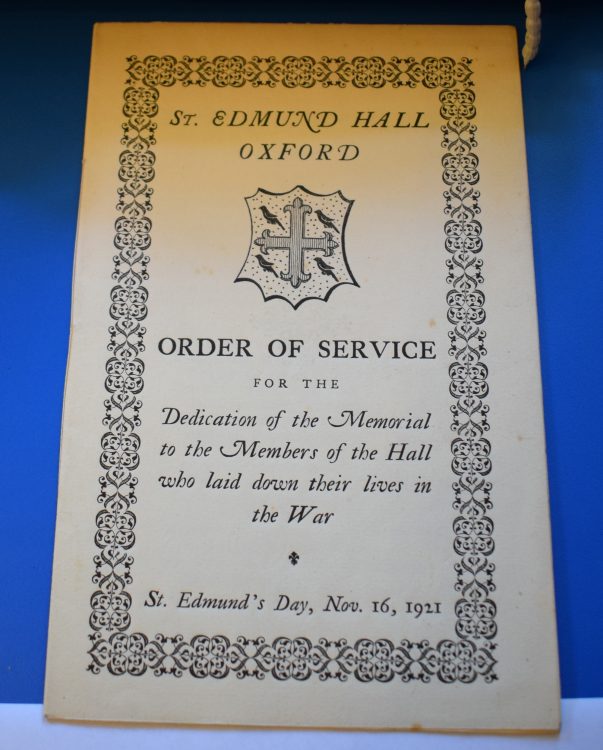 ST. EDMUND HALL
OXFORD
ORDER OF SERVICE
FOR THE
Dedication of the Memorial
to the Members of the Hall
who laid down their lives in
the War
St. Edmund's Day, Nov. 16, 1921